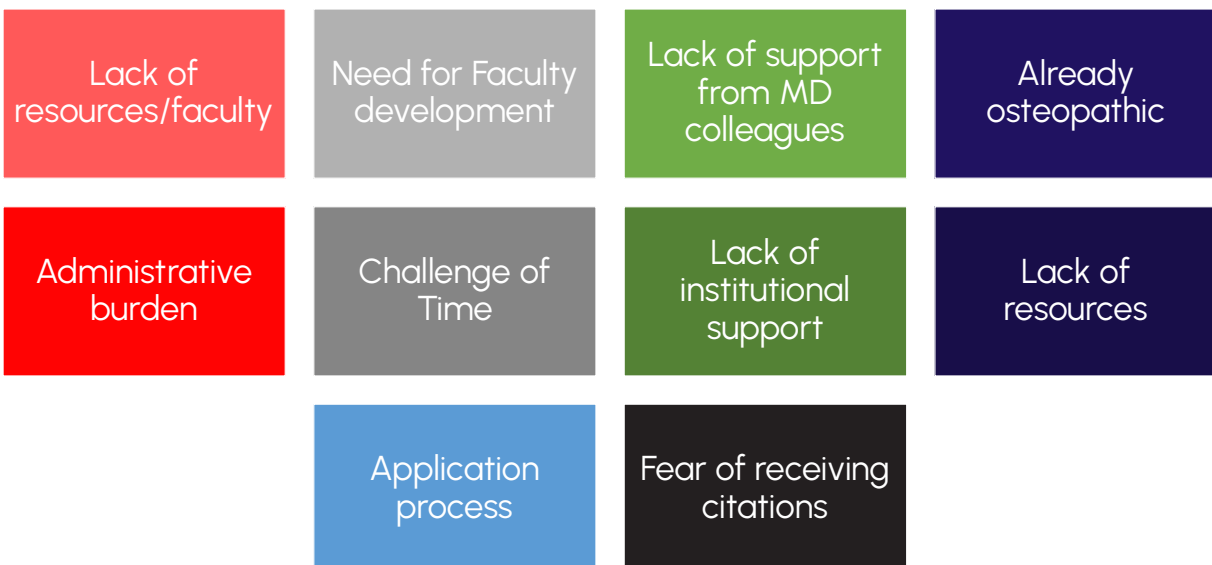 Lack of
resources/faculty
Need for Faculty
development
Lack of support
from MD
colleagues
Already
osteopathic
Administrative
burden
Challenge of
Time
Lack of
institutional
support
Lack of
resources
Application
process
Fear of receiving
citations